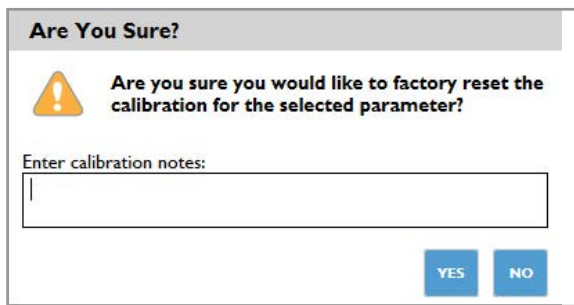 Are You Sure?
Are you sure you would like to factory reset the
calibration for the selected parameter?
Enter calibration notes:
YES NO